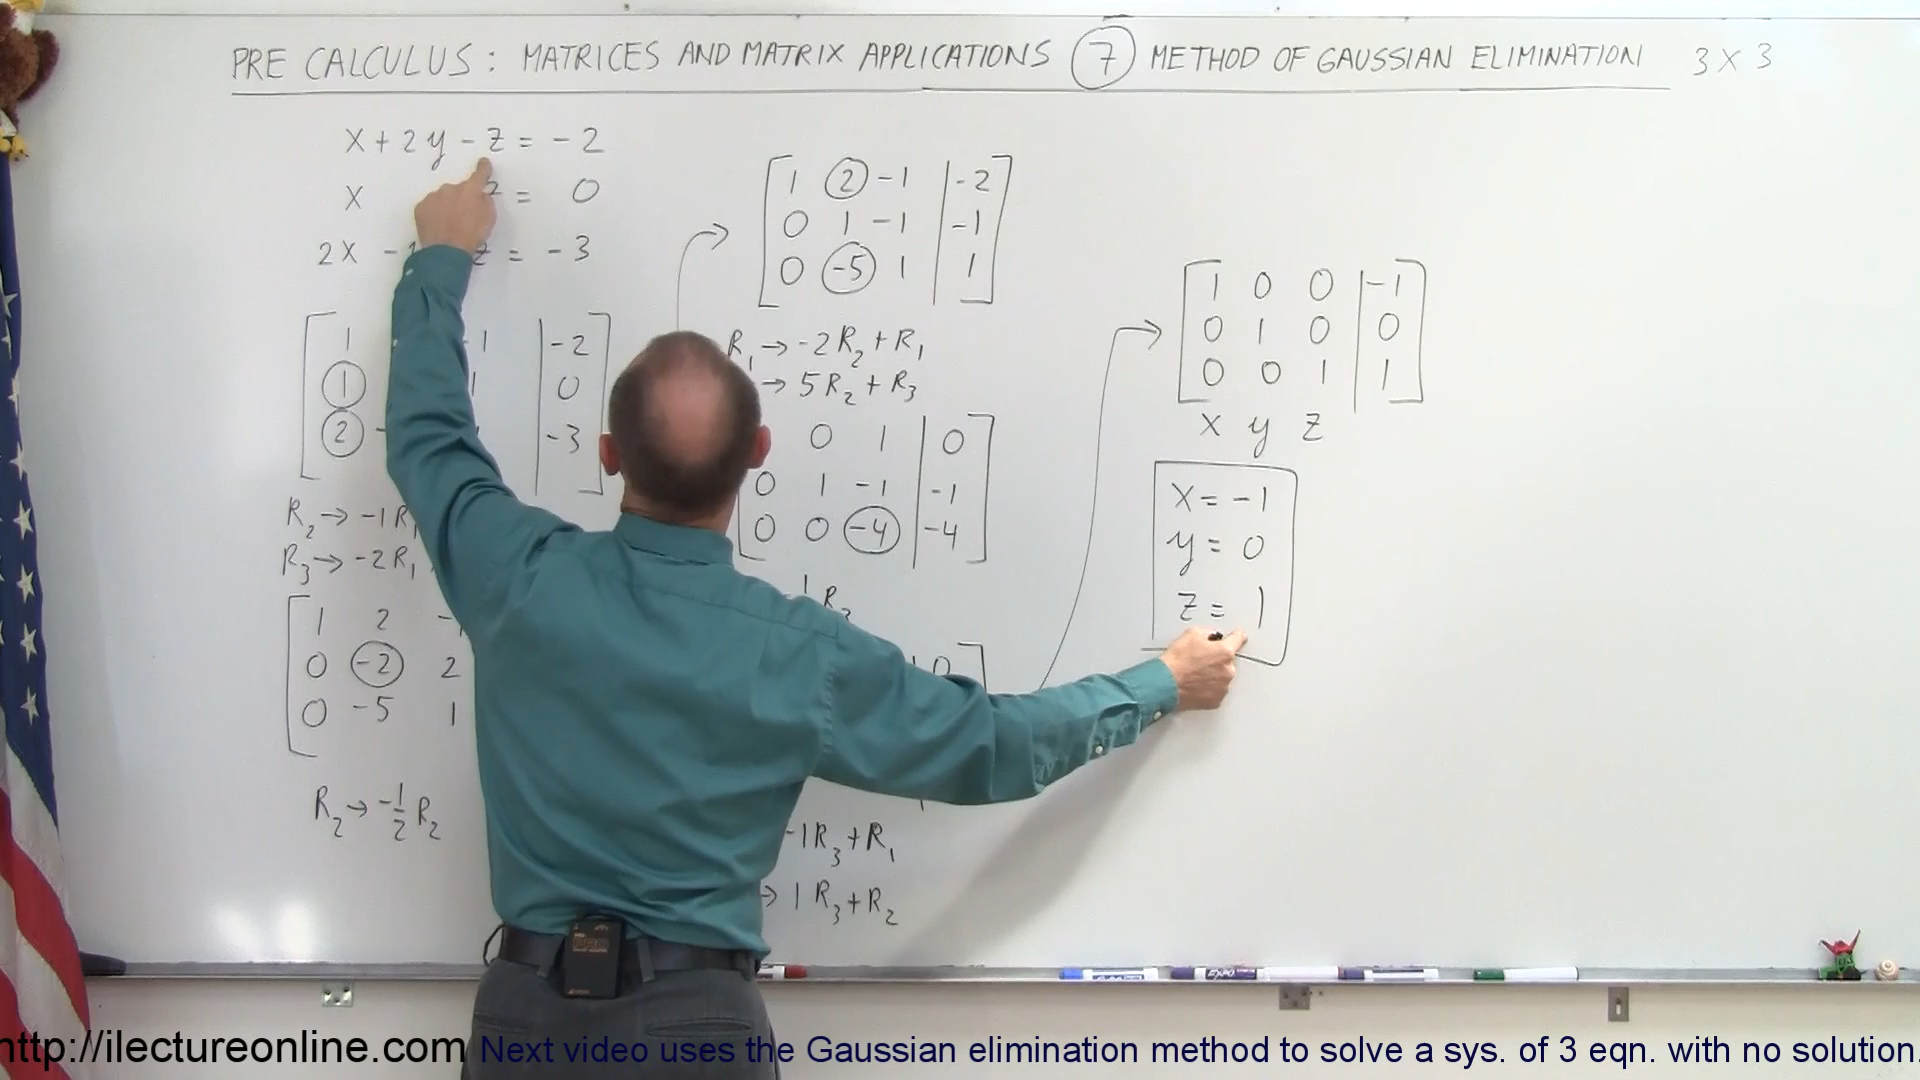 PRE CALCULUS: MATRICES AND MATRIX APPLICATIONS 7 METHOD OF GAUSSIAN ELIMINATION 3 X 3
X + 2y - z = -2
X z = 0
2X - z = -3
1 -1 | -2
1 1 | 0
2 - | -3
R₂ → -1R₁
R₃ → -2R₁
1 2 -1
0 -2 2
0 -5 1
R₂ → -1/2 R₂
1 2 -1 | -2
0 1 -1 | -1
0 -5 1 | 1
R₁ → -2R₂ + R₁
→ 5R₂ + R₃
0 1 | 0
0 1 -1 | -1
0 0 -4 | -4
0
-1R₃ + R₁
→ 1R₃ + R₂
1 0 0 | -1
0 1 0 | 0
0 0 1 | 1
X y z
X = -1
y = 0
z = 1
EXPO
http://ilectureonline.com Next video uses the Gaussian elimination method to solve a sys. of 3 eqn. with no solution.